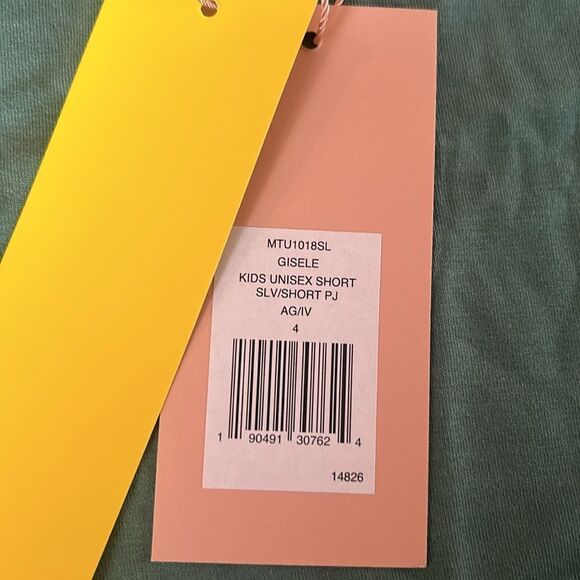 MTU1018SL
GISELE
KIDS UNISEX SHORT
SLV/SHORT PJ
AG/IV
4
1 90491 30762 4
14826